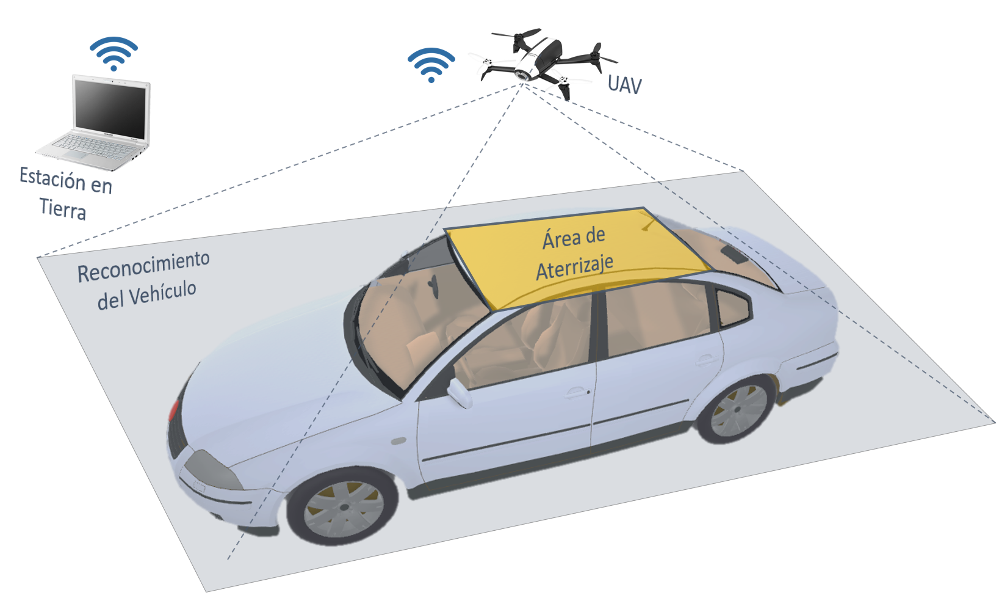 UAV
Estación en
Tierra
Reconocimiento
del Vehículo
Área de
Aterrizaje